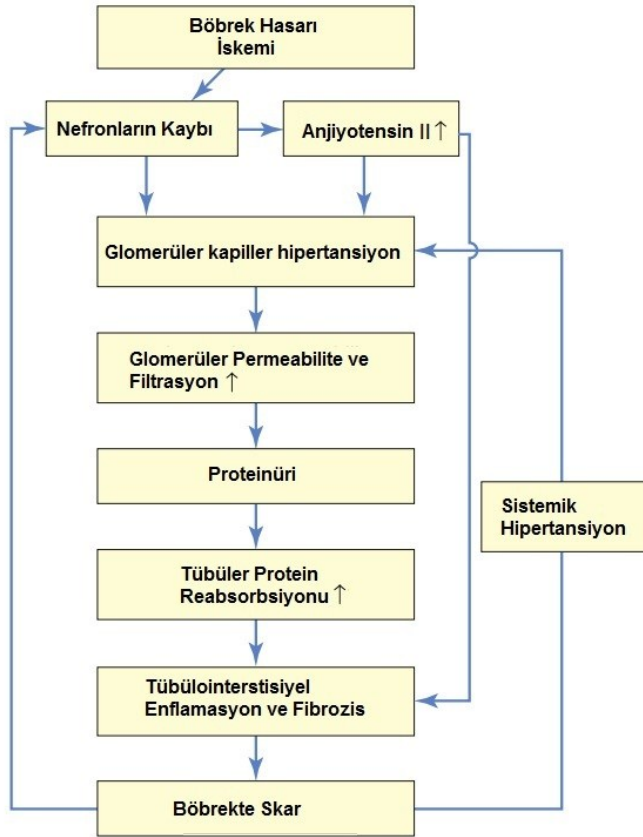 Böbrek Hasarı
İskemi
Nefronların Kaybı
Anjiyotensin II ↑
Glomerüler kapiller hipertansiyon
Glomerüler Permeabilite ve
Filtrasyon ↑
Proteinüri
Sistemik
Hipertansiyon
Tübüler Protein
Reabsorbsiyonu ↑
Tübülointerstisiyel
Enflamasyon ve Fibrozis
Böbrekte Skar